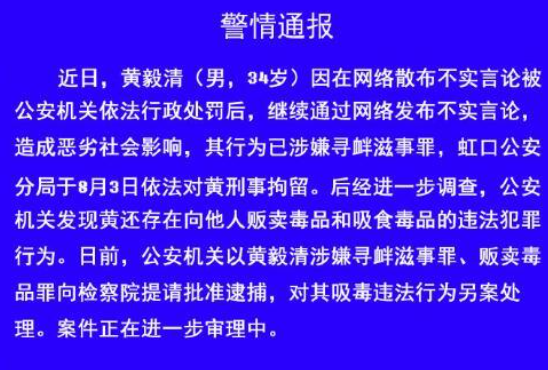 警情通报
近日，黄毅清（男，34岁）因在网络散布不实言论被
公安机关依法行政处罚后，继续通过网络发布不实言论，
造成恶劣社会影响，其行为已涉嫌寻衅滋事罪，虹口公安
分局于8月3日依法对黄刑事拘留。后经进一步调查，公安
机关发现黄还存在向他人贩卖毒品和吸食毒品的违法犯罪
行为。日前，公安机关以黄毅清涉嫌寻衅滋事罪、贩卖毒
品罪向检察院提请批准逮捕，对其吸毒违法行为另案处
理。案件正在进一步审理中。